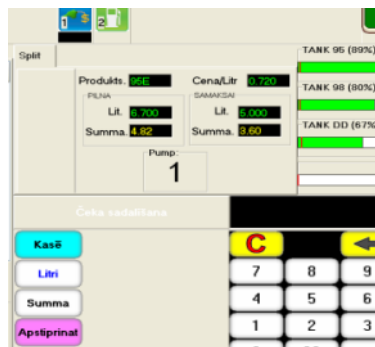 1 2
Split
TANK 95 (89%)
Produkts. 95E Cena/Litr 0.720
TANK 98 (80%)
PILNA SAMAKSAI
Lit. 6.700 Lit. 5.000
Summa. 4.82 Summa. 3.60
TANK DD (67%
Pump:
1
Čeka sadalīšana
Kasē C
Litri 7 8 9
Summa 4 5 6
Apstiprinat 1 2 3